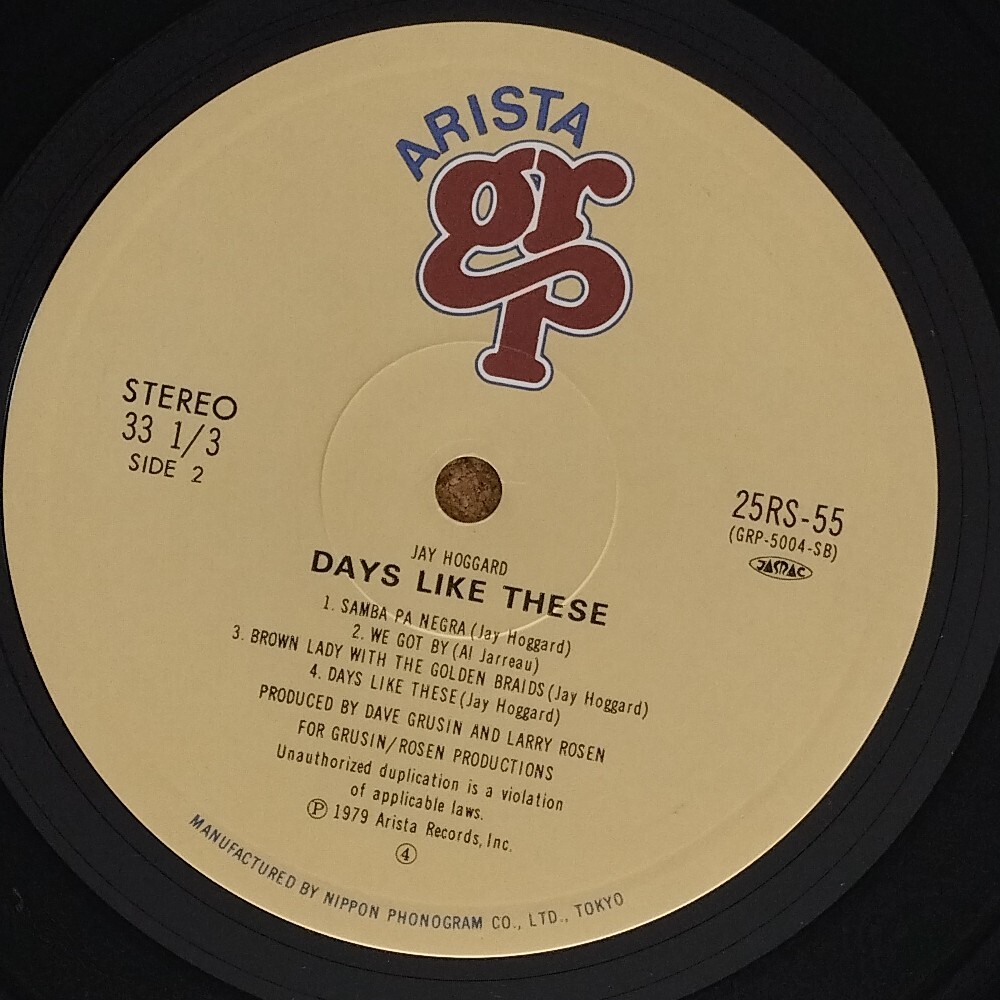 ARISTA
grp
STEREO
33 1/3
SIDE 2
25RS-55
(GRP-5004-SB)
JASRAC
JAY HOGGARD
DAYS LIKE THESE
1. SAMBA PA NEGRA (Jay Hoggard)
2. WE GOT BY (Al Jarreau)
3. BROWN LADY WITH THE GOLDEN BRAIDS (Jay Hoggard)
4. DAYS LIKE THESE (Jay Hoggard)
PRODUCED BY DAVE GRUSIN AND LARRY ROSEN
FOR GRUSIN/ROSEN PRODUCTIONS
Unauthorized duplication is a violation
of applicable laws.
Ⓟ 1979 Arista Records, Inc.
④
MANUFACTURED BY NIPPON PHONOGRAM CO., LTD., TOKYO